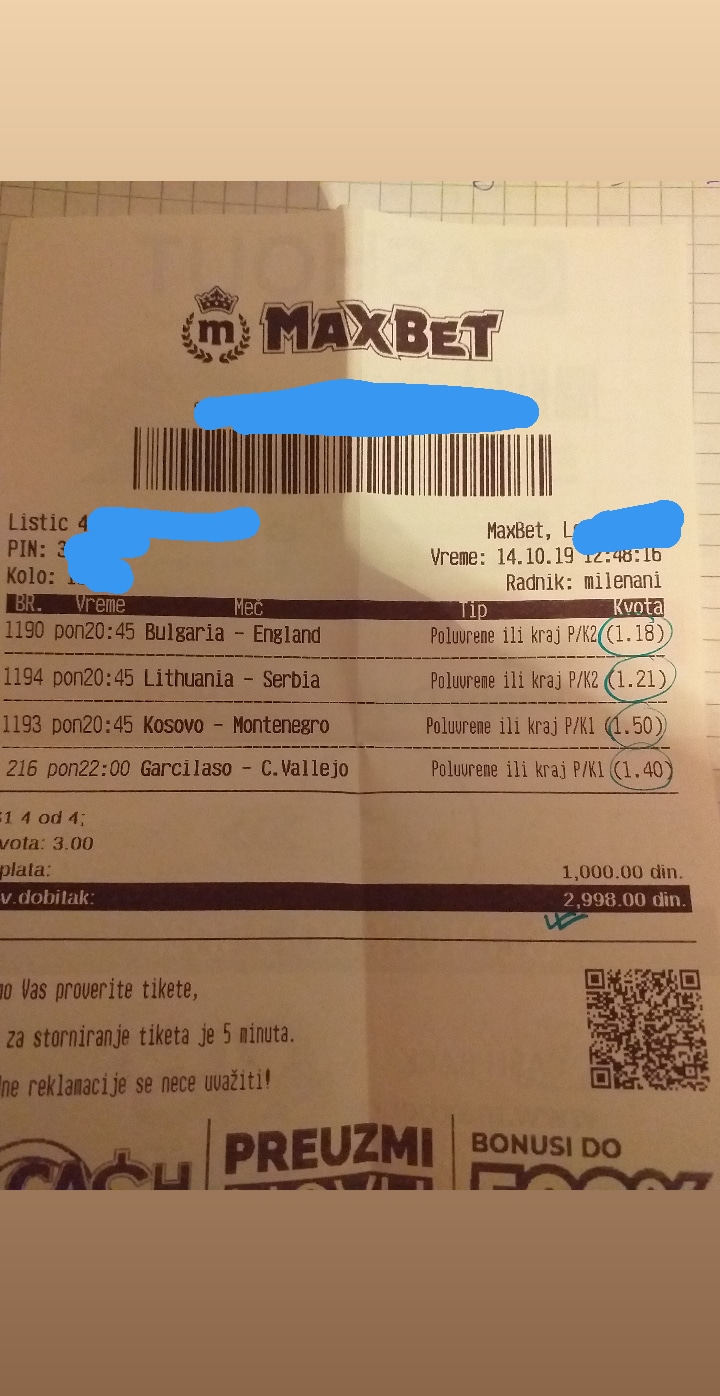 m MAXBET
Listic 4
MaxBet, L
PIN: 3
Vreme: 14.10.19 12:48:16
Kolo:
Radnik: milenani
BR. Vreme Meč Tip Kvota
1190 pon20:45 Bulgaria - England Poluvreme ili kraj P/K2 (1.18)
1194 pon20:45 Lithuania - Serbia Poluvreme ili kraj P/K2 (1.21)
1193 pon20:45 Kosovo - Montenegro Poluvreme ili kraj P/K1 (1.50)
216 pon22:00 Garcilaso - C.Vallejo Poluvreme ili kraj P/K1 (1.40)
S1 4 od 4;
vota: 3.00
plata: 1,000.00 din.
v.dobitak: 2,998.00 din.
mo Vas proverite tikete,
za storniranje tiketa je 5 minuta.
dne reklamacije se nece uvažiti!
CA$H
PREUZMI
BONUSI DO